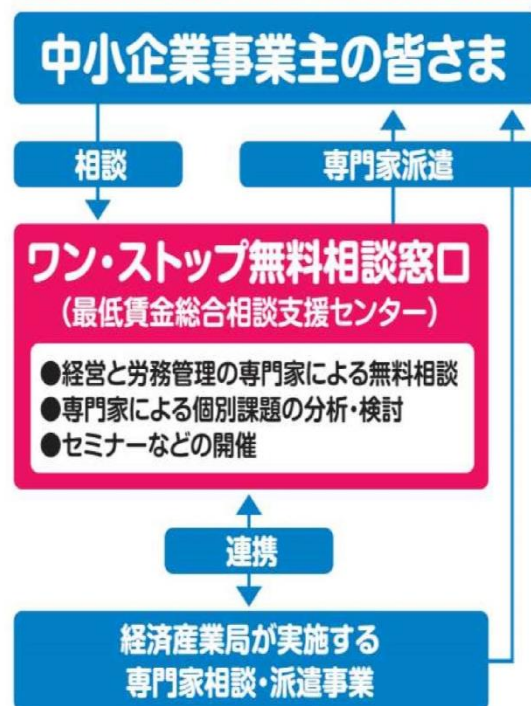 中小企業事業主の皆さま
相談
専門家派遣
ワン・ストップ無料相談窓口
(最低賃金総合相談支援センター)
●経営と労務管理の専門家による無料相談
●専門家による個別課題の分析・検討
●セミナーなどの開催
連携
経済産業局が実施する
専門家相談・派遣事業